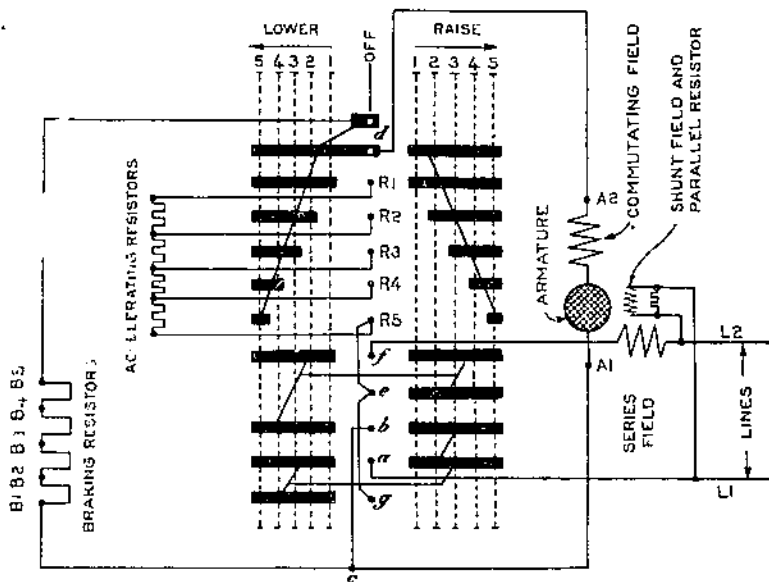 LOWER
RAISE
OFF
5 4 3 2
1 2 3 4 5
d
R1
R2
R3
R4
R5
f
e
b
a
g
ACCELERATING RESISTORS
B1 B2 B3 B4 B5
BRAKING RESISTORS
ARMATURE
A2
COMMUTATING FIELD
SHUNT FIELD AND
PARALLEL RESISTOR
A1
SERIES
FIELD
L2
LINES
L1